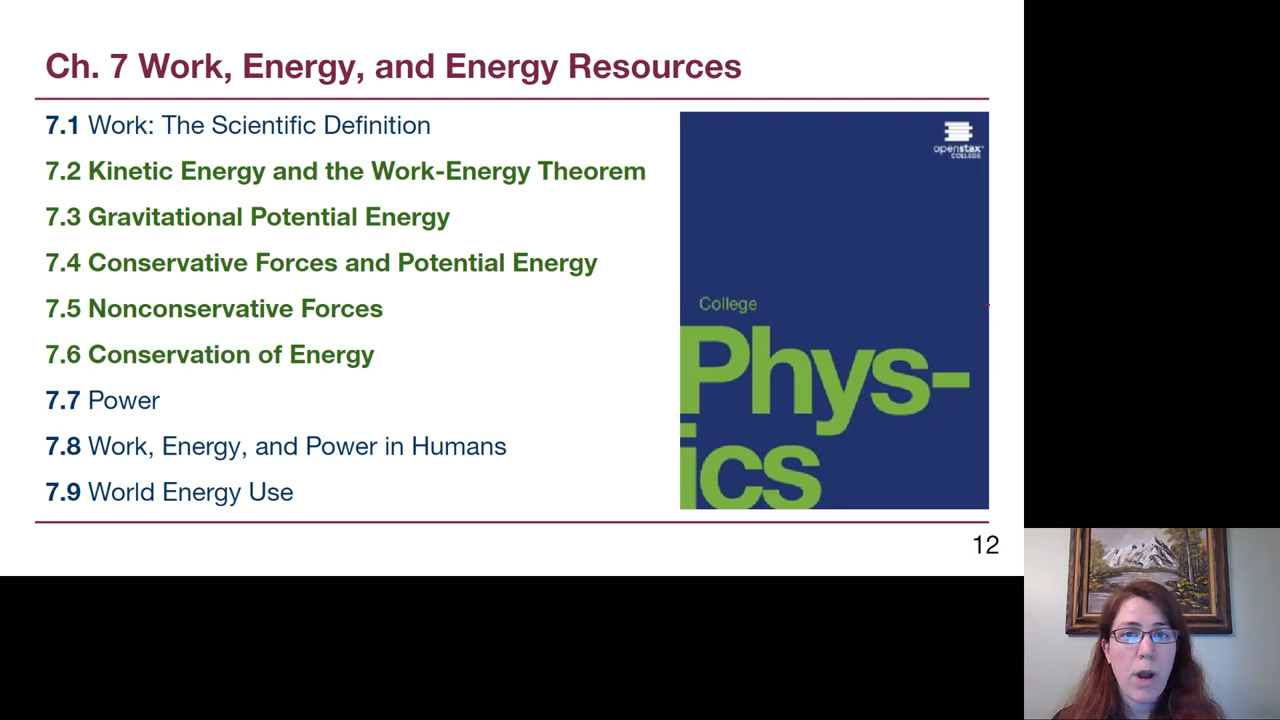 Ch. 7 Work, Energy, and Energy Resources
7.1 Work: The Scientific Definition
7.2 Kinetic Energy and the Work-Energy Theorem
7.3 Gravitational Potential Energy
7.4 Conservative Forces and Potential Energy
7.5 Nonconservative Forces
7.6 Conservation of Energy
7.7 Power
7.8 Work, Energy, and Power in Humans
7.9 World Energy Use
openstax™
COLLEGE
College
Phys-
ics
12